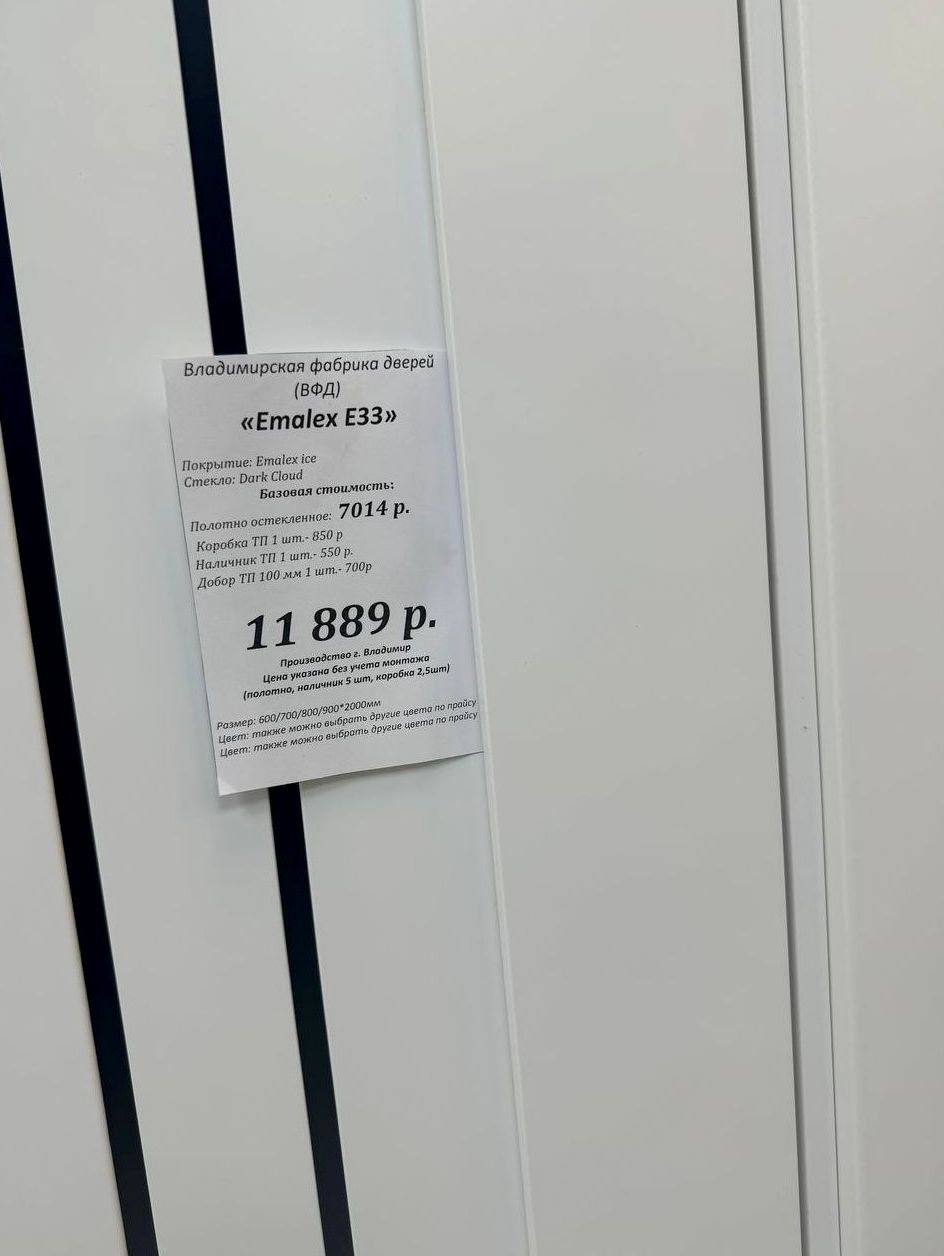 Владимирская фабрика дверей
(ВФД)
«Emalex E33»
Покрытие: Emalex ice
Стекло: Dark Cloud
Базовая стоимость:
Полотно остекленное: 7014 р.
Коробка ТП 1 шт.- 850 р
Наличник ТП 1 шт.- 550 р.
Добор ТП 100 мм 1 шт.- 700р
11 889 р.
Производство г. Владимир
Цена указана без учета монтажа
(полотно, наличник 5 шт, коробка 2,5шт)
Размер: 600/700/800/900*2000мм
Цвет: также можно выбрать другие цвета по прайсу
Цвет: также можно выбрать другие цвета по прайсу